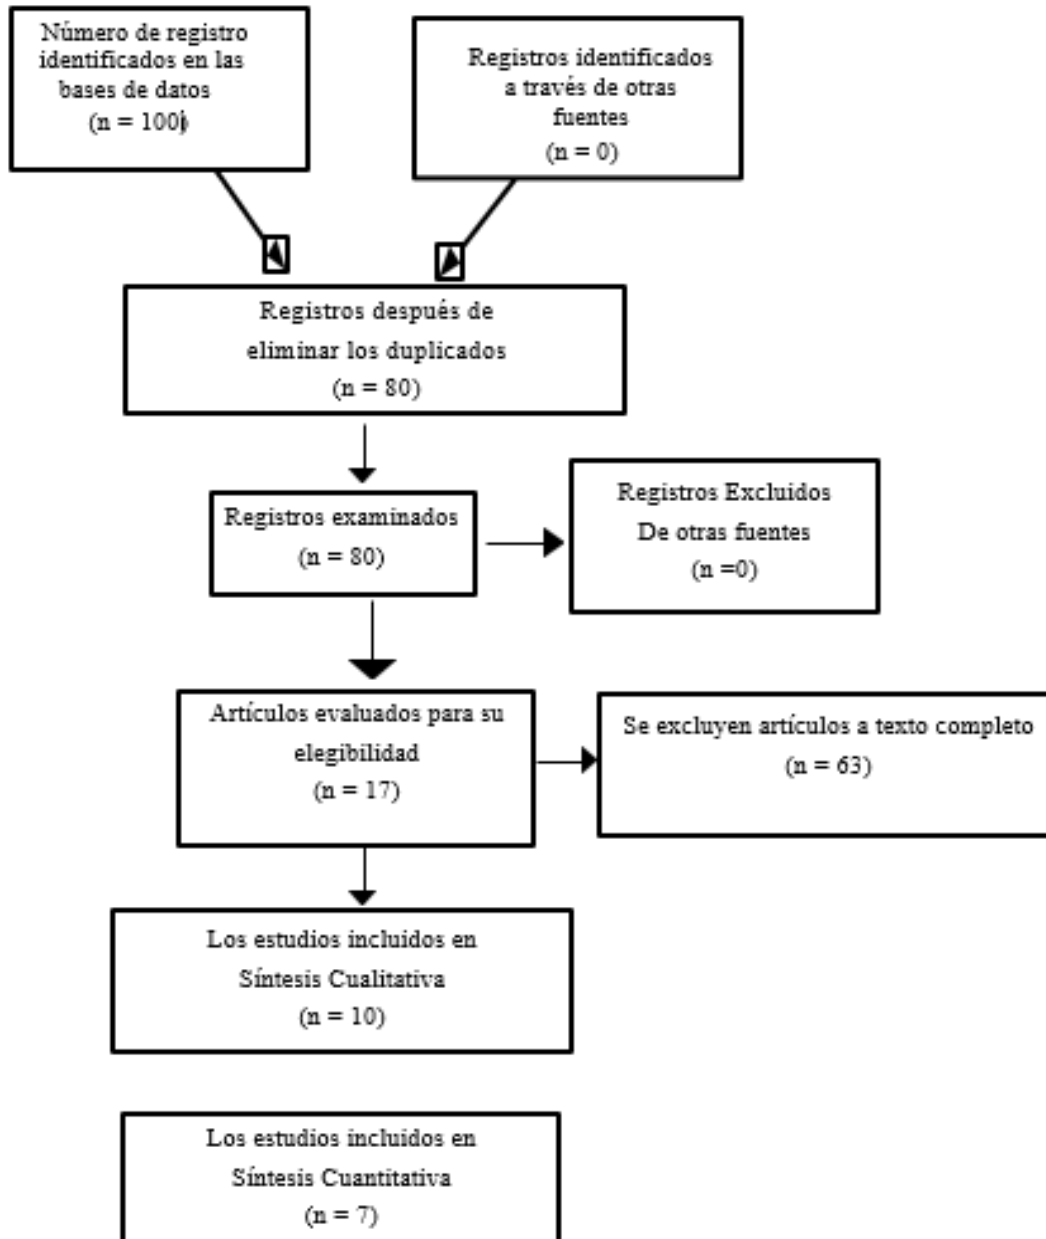 Número de registro
identificados en las
bases de datos
(n = 100)
Registros identificados
a través de otras
fuentes
(n = 0)
Registros después de
eliminar los duplicados
(n = 80)
Registros examinados
(n = 80)
Registros Excluidos
De otras fuentes
(n =0)
Artículos evaluados para su
elegibilidad
(n = 17)
Se excluyen artículos a texto completo
(n = 63)
Los estudios incluidos en
Síntesis Cualitativa
(n = 10)
Los estudios incluidos en
Síntesis Cuantitativa
(n = 7)